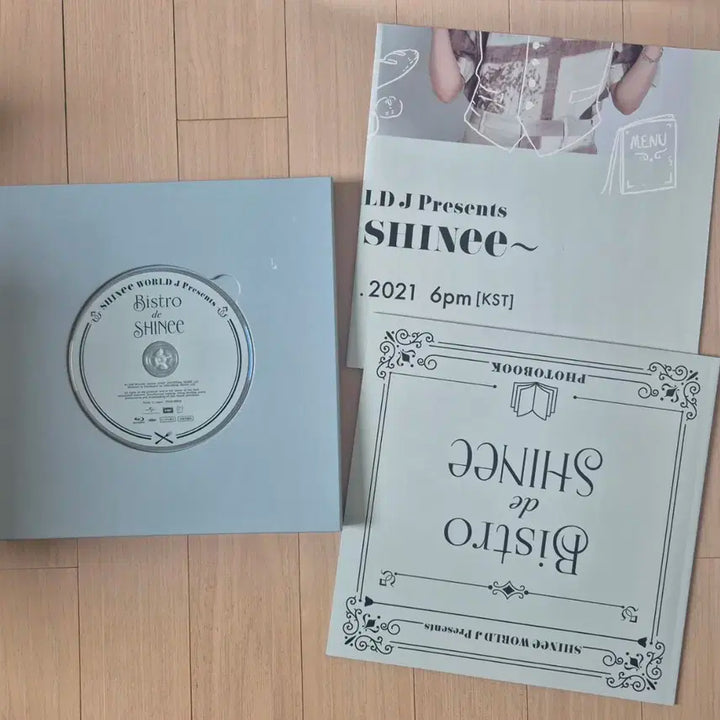 SHINee WORLD J Presents
Bistro
de
SHINee
MENU
LD J Presents
SHINee~
. 2021 6pm [KST]
PHOTOBOOK
SHINee WORLD J Presents
Bistro
de
SHINee